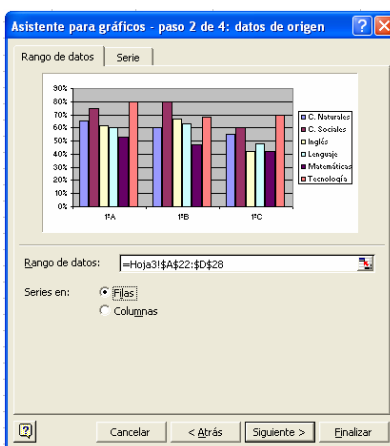 Asistente para gráficos - paso 2 de 4: datos de origen
Rango de datos Serie
90%
80%
70%
60%
50%
40%
30%
20%
10%
0%
1ºA 1ºB 1ºC
C. Naturales
C. Sociales
Inglés
Lenguaje
Matemáticas
Tecnología
Rango de datos: =Hoja3!$A$22:$D$28
Series en: Filas
Columnas
Cancelar < Atrás Siguiente > Finalizar